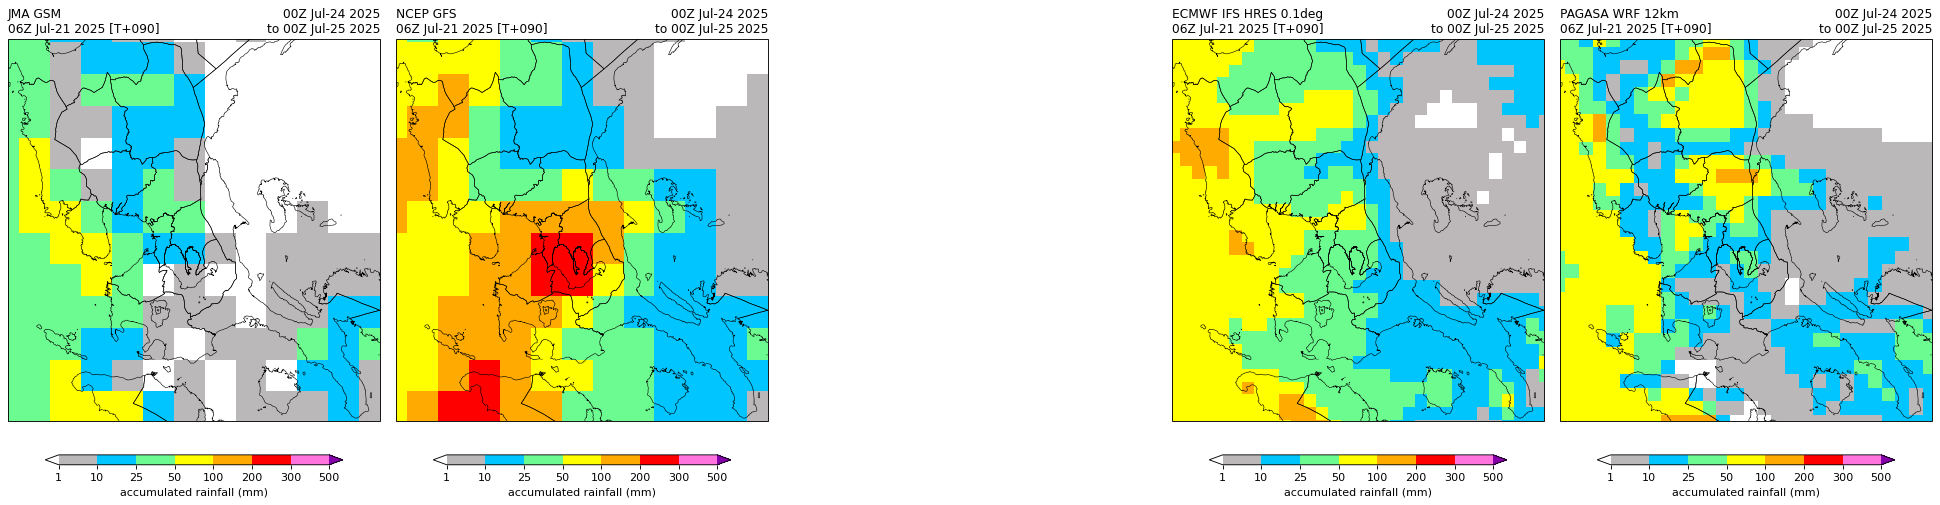 JMA GSM 00Z Jul-24 2025
06Z Jul-21 2025 [T+090] to 00Z Jul-25 2025
1 10 25 50 100 200 300 500
accumulated rainfall (mm)
NCEP GFS 00Z Jul-24 2025
06Z Jul-21 2025 [T+090] to 00Z Jul-25 2025
1 10 25 50 100 200 300 500
accumulated rainfall (mm)
ECMWF IFS HRES 0.1deg 00Z Jul-24 2025
06Z Jul-21 2025 [T+090] to 00Z Jul-25 2025
1 10 25 50 100 200 300 500
accumulated rainfall (mm)
PAGASA WRF 12km 00Z Jul-24 2025
06Z Jul-21 2025 [T+090] to 00Z Jul-25 2025
1 10 25 50 100 200 300 500
accumulated rainfall (mm)